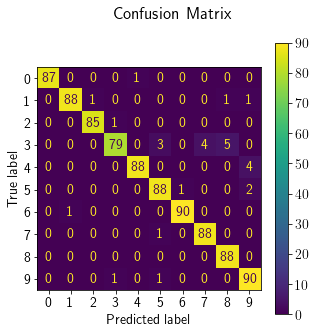 Confusion Matrix
True label
0 87 0 0 0 1 0 0 0 0 0
1 0 88 1 0 0 0 0 0 1 1
2 0 0 85 1 0 0 0 0 0 0
3 0 0 0 79 0 3 0 4 5 0
4 0 0 0 0 88 0 0 0 0 4
5 0 0 0 0 0 88 1 0 0 2
6 0 1 0 0 0 0 90 0 0 0
7 0 0 0 0 0 1 0 88 0 0
8 0 0 0 0 0 0 0 0 88 0
9 0 0 0 1 0 1 0 0 0 90
0 1 2 3 4 5 6 7 8 9
Predicted label
90
80
70
60
50
40
30
20
10
0